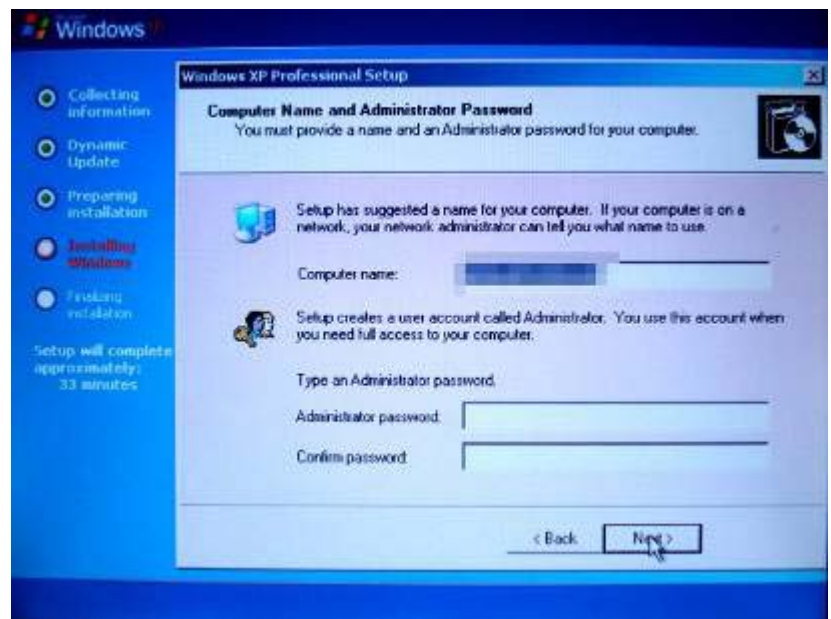 Windows
Windows XP Professional Setup
Collecting
information
Dynamic
Update
Preparing
installation
Installing
Windows
Finalizing
installation
Setup will complete
approximately:
33 minutes
Computer Name and Administrator Password
You must provide a name and an Administrator password for your computer.
Setup has suggested a name for your computer. If your computer is on a
network, your network administrator can tell you what name to use.
Computer name:
Setup creates a user account called Administrator. You use this account when
you need full access to your computer.
Type an Administrator password.
Administrator password:
Confirm password:
< Back
Next >